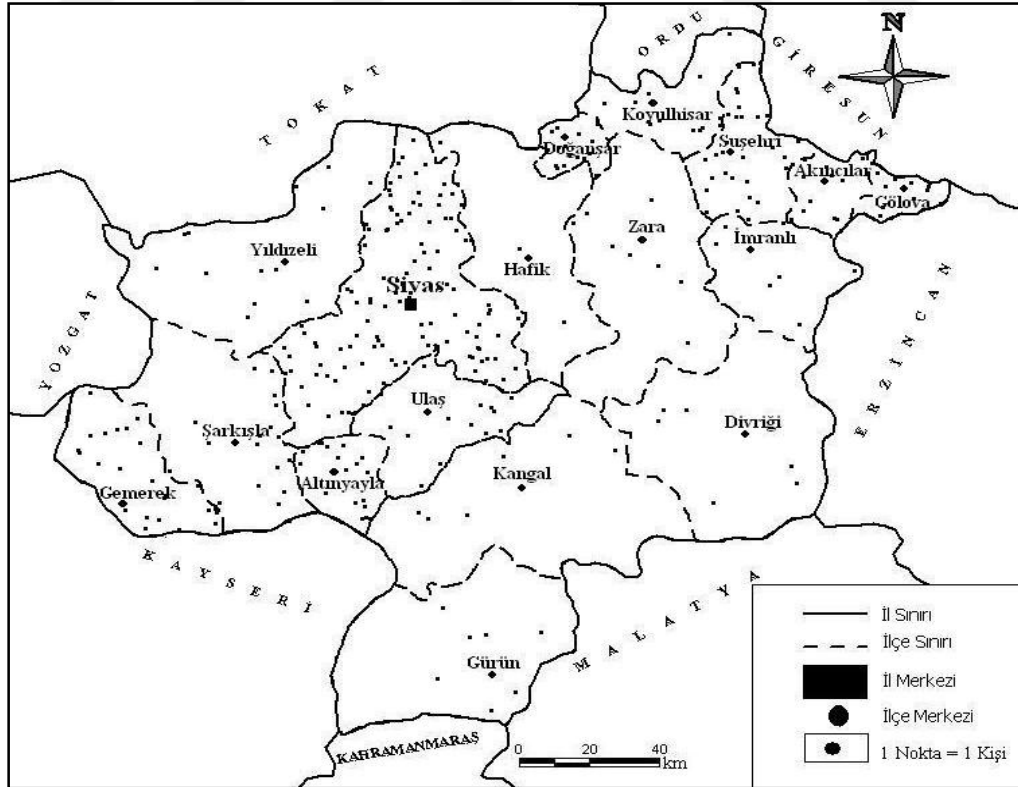 N
ORDU
GİRESUN
TOKAT
Koyulhisar
Doğanşar
Suşehri
Akıncılar
Gölova
Zara
İmranlı
Yıldızeli
Hafik
Sivas
YOZGAT
ERZİNCAN
Ulaş
Şarkışla
Divriği
Altınyayla
Kangal
Gemerek
KAYSERİ
MALATYA
Gürün
KAHRAMANMARAŞ
0 20 40
km
İl Sınırı
İlçe Sınırı
İl Merkezi
İlçe Merkezi
1 Nokta = 1 Kişi